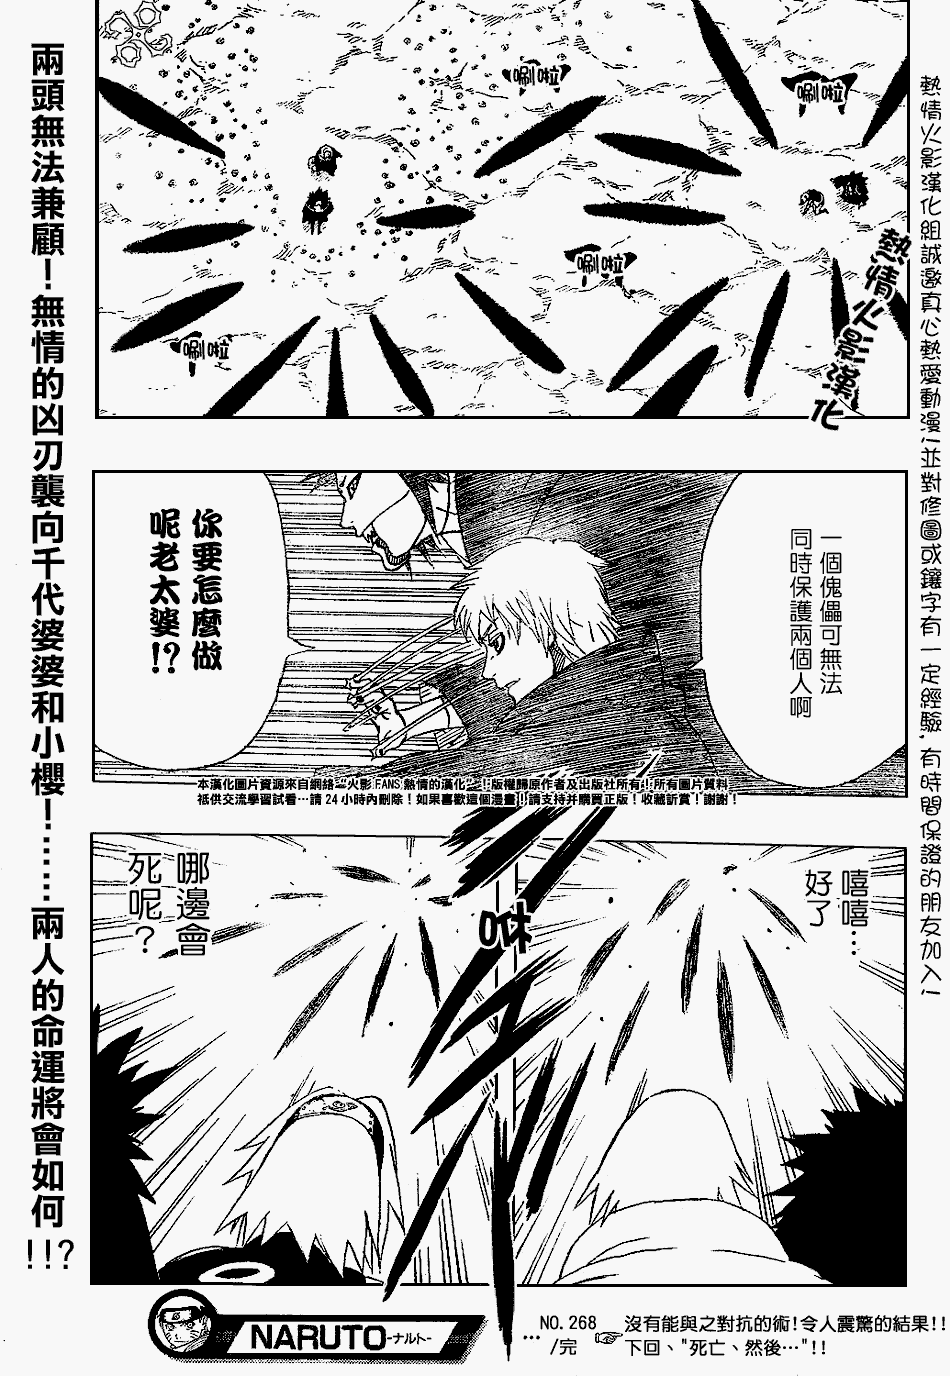 熱情火影漢化組誠邀真心熱愛動漫!並對修圖或鑲字有一定經驗,有時間保證的朋友加入!
唰啦
唰啦
唰啦
唰啦
熱情火影漢化
一個傀儡可無法
同時保護兩個人啊
你要怎麼做
呢老太婆!?
本漢化圖片資源來自網絡"火影FANS熱情的漢化"!版權歸原作者及出版社所有!所有圖片資料
祗供交流學習試看…請24小時內刪除!如果喜歡這個漫畫!請支持并購買正版!收藏訢賞!謝謝!
嘻嘻…
好了
哪邊會
死呢?
兩頭無法兼顧!無情的凶刃襲向千代婆婆和小櫻!……兩人的命運將會如何!!?
NARUTO-ナルト-
…
NO.268
/完
☞沒有能與之對抗的術!令人震驚的結果!!
下回、"死亡、然後…"!!